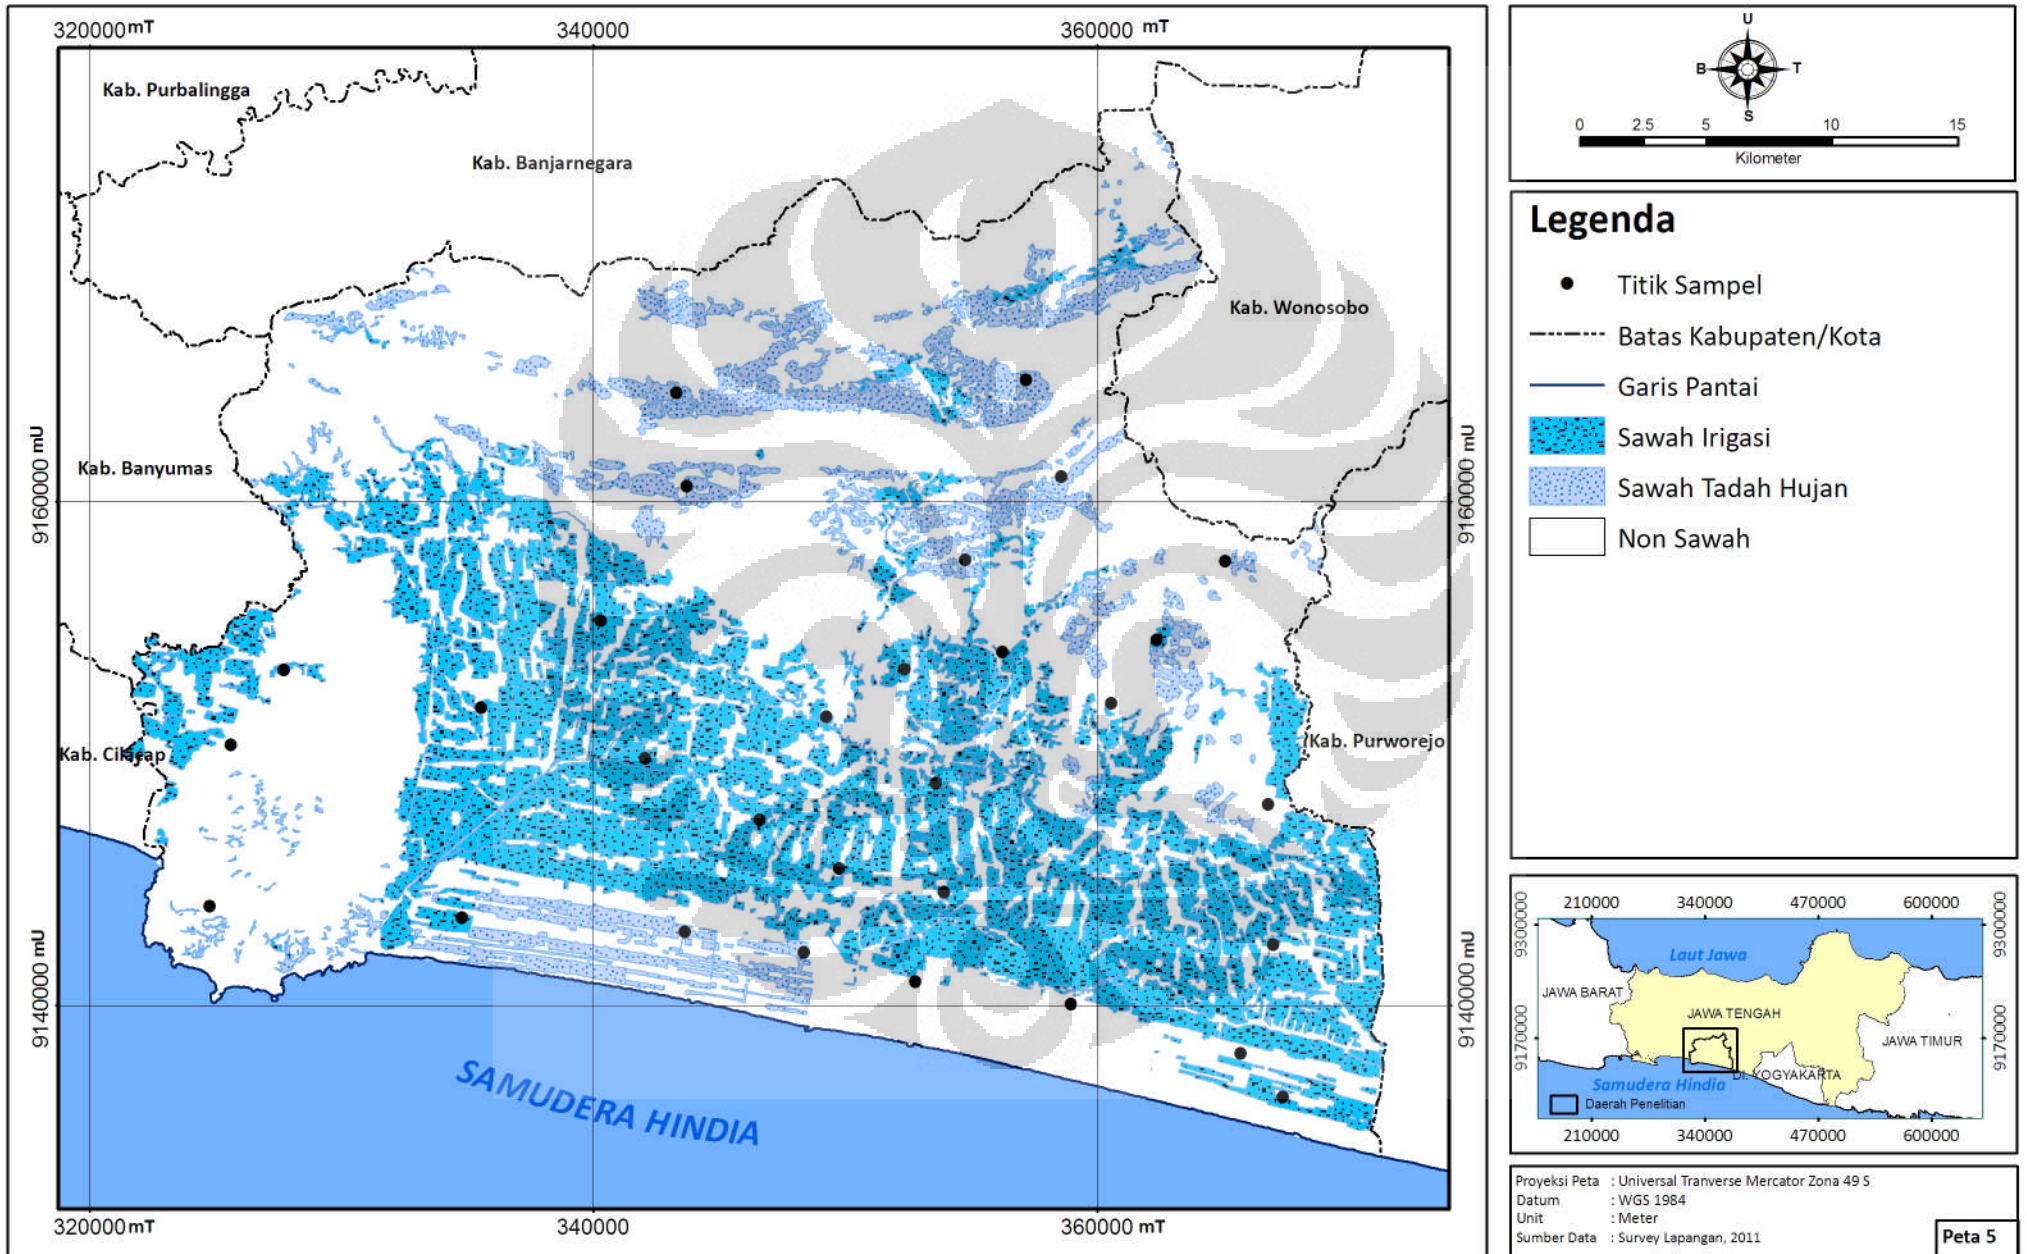 320000 mT
340000
360000 mT
Kab. Purbalingga
Kab. Banjarnegara
Kab. Wonosobo
Kab. Banyumas
Kab. Cilacap
Kab. Purworejo
9160000 mU
9160000 mU
9140000 mU
9140000 mU
SAMUDERA HINDIA
320000 mT
340000
360000 mT
U
B
T
S
0
2.5
5
10
15
Kilometer
Legenda
Titik Sampel
Batas Kabupaten/Kota
Garis Pantai
Sawah Irigasi
Sawah Tadah Hujan
Non Sawah
210000
340000
470000
600000
9300000
9300000
Laut Jawa
JAWA BARAT
JAWA TENGAH
JAWA TIMUR
9170000
9170000
DI. YOGYAKARTA
Samudera Hindia
Daerah Penelitian
210000
340000
470000
600000
Proyeksi Peta : Universal Tranverse Mercator Zona 49 S
Datum : WGS 1984
Unit : Meter
Sumber Data : Survey Lapangan, 2011
Peta 5